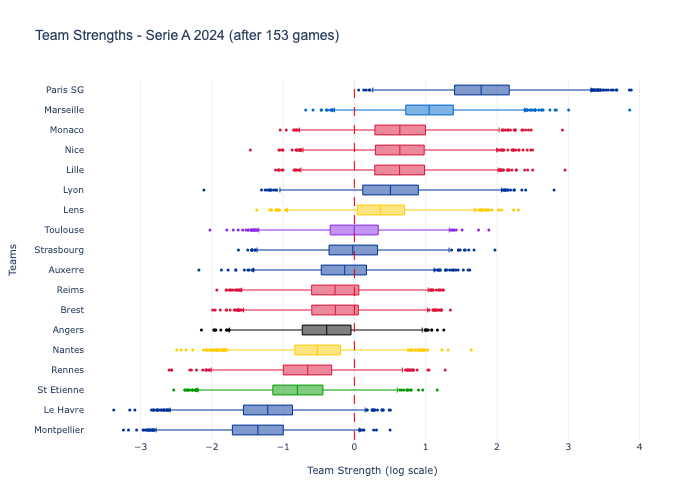 Team Strengths - Serie A 2024 (after 153 games)
Paris SG
Marseille
Monaco
Nice
Lille
Lyon
Lens
Toulouse
Strasbourg
Auxerre
Reims
Brest
Angers
Nantes
Rennes
St Etienne
Le Havre
Montpellier
Teams
−3 −2 −1 0 1 2 3 4
Team Strength (log scale)